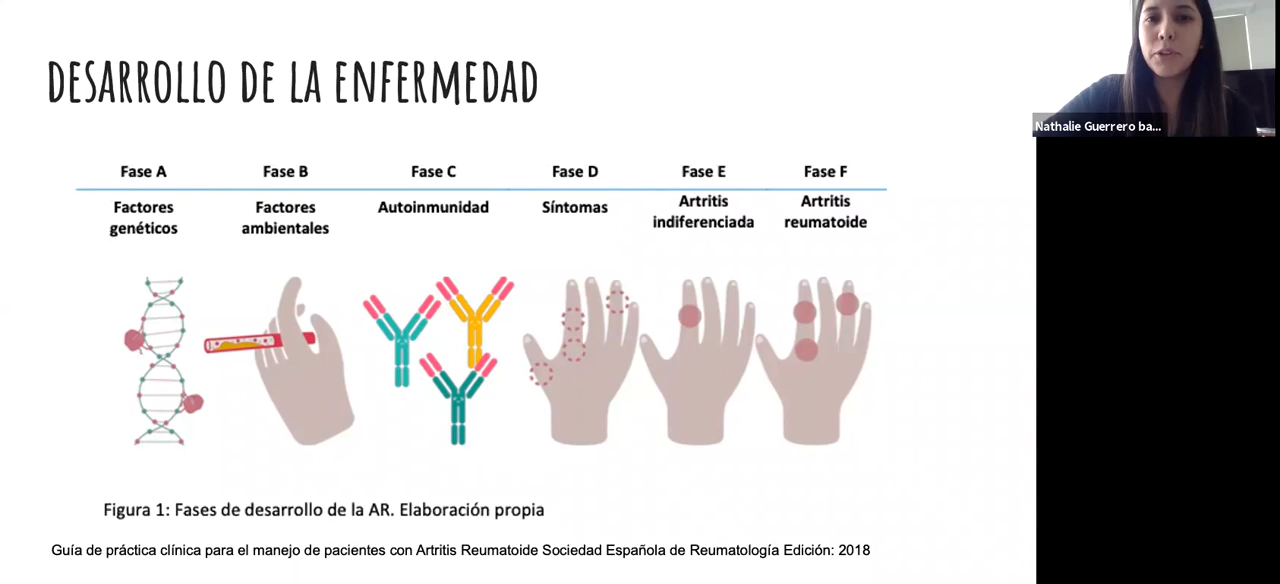 DESARROLLO DE LA ENFERMEDAD
Nathalie Guerrero ba...
Fase A
Fase B
Fase C
Fase D
Fase E
Fase F
Factores
genéticos
Factores
ambientales
Autoinmunidad
Síntomas
Artritis
indiferenciada
Artritis
reumatoide
Figura 1: Fases de desarrollo de la AR. Elaboración propia
Guía de práctica clínica para el manejo de pacientes con Artritis Reumatoide Sociedad Española de Reumatología Edición: 2018